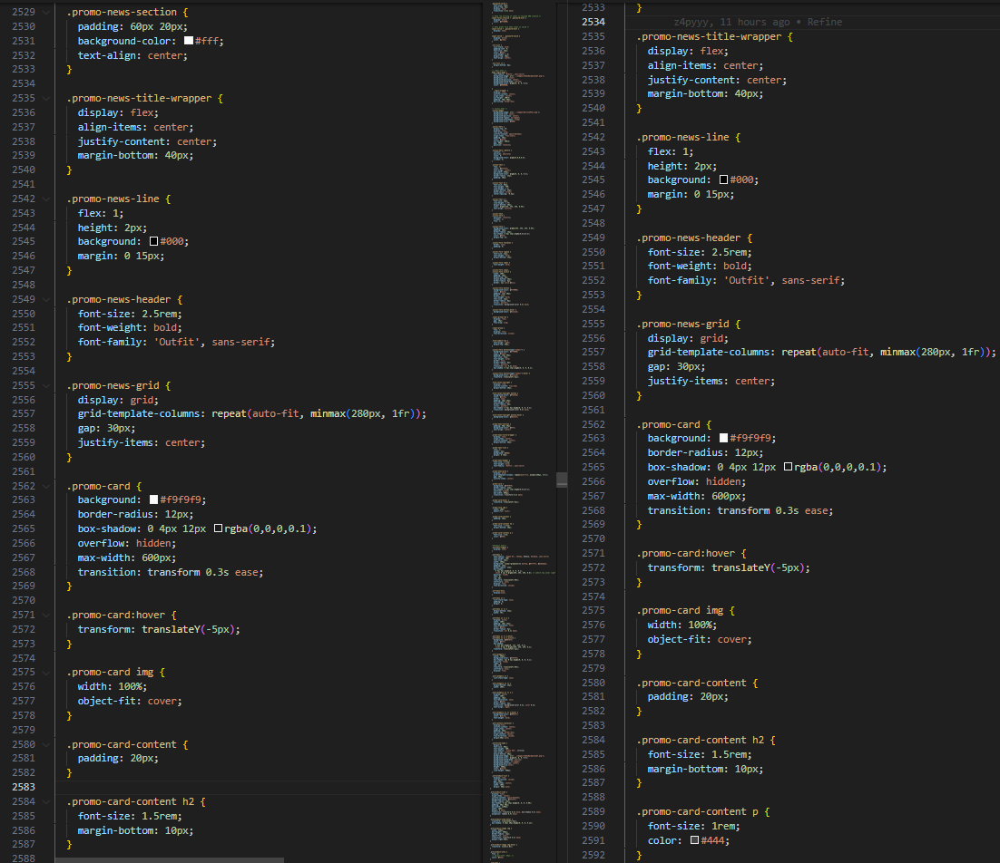 2529 .promo-news-section {
2530 padding: 60px 20px;
2531 background-color: #fff;
2532 text-align: center;
2533 }
2534
2535 .promo-news-title-wrapper {
2536 display: flex;
2537 align-items: center;
2538 justify-content: center;
2539 margin-bottom: 40px;
2540 }
2541
2542 .promo-news-line {
2543 flex: 1;
2544 height: 2px;
2545 background: #000;
2546 margin: 0 15px;
2547 }
2548
2549 .promo-news-header {
2550 font-size: 2.5rem;
2551 font-weight: bold;
2552 font-family: 'Outfit', sans-serif;
2553 }
2554
2555 .promo-news-grid {
2556 display: grid;
2557 grid-template-columns: repeat(auto-fit, minmax(280px, 1fr));
2558 gap: 30px;
2559 justify-items: center;
2560 }
2561
2562 .promo-card {
2563 background: #f9f9f9;
2564 border-radius: 12px;
2565 box-shadow: 0 4px 12px rgba(0,0,0,0.1);
2566 overflow: hidden;
2567 max-width: 600px;
2568 transition: transform 0.3s ease;
2569 }
2570
2571 .promo-card:hover {
2572 transform: translateY(-5px);
2573 }
2574
2575 .promo-card img {
2576 width: 100%;
2577 object-fit: cover;
2578 }
2579
2580 .promo-card-content {
2581 padding: 20px;
2582 }
2583
2584 .promo-card-content h2 {
2585 font-size: 1.5rem;
2586 margin-bottom: 10px;
2587 }
2588
2533 }
2534 z4pyyy, 11 hours ago • Refine
2535 .promo-news-title-wrapper {
2536 display: flex;
2537 align-items: center;
2538 justify-content: center;
2539 margin-bottom: 40px;
2540 }
2541
2542 .promo-news-line {
2543 flex: 1;
2544 height: 2px;
2545 background: #000;
2546 margin: 0 15px;
2547 }
2548
2549 .promo-news-header {
2550 font-size: 2.5rem;
2551 font-weight: bold;
2552 font-family: 'Outfit', sans-serif;
2553 }
2554
2555 .promo-news-grid {
2556 display: grid;
2557 grid-template-columns: repeat(auto-fit, minmax(280px, 1fr));
2558 gap: 30px;
2559 justify-items: center;
2560 }
2561
2562 .promo-card {
2563 background: #f9f9f9;
2564 border-radius: 12px;
2565 box-shadow: 0 4px 12px rgba(0,0,0,0.1);
2566 overflow: hidden;
2567 max-width: 600px;
2568 transition: transform 0.3s ease;
2569 }
2570
2571 .promo-card:hover {
2572 transform: translateY(-5px);
2573 }
2574
2575 .promo-card img {
2576 width: 100%;
2577 object-fit: cover;
2578 }
2579
2580 .promo-card-content {
2581 padding: 20px;
2582 }
2583
2584 .promo-card-content h2 {
2585 font-size: 1.5rem;
2586 margin-bottom: 10px;
2587 }
2588
2589 .promo-card-content p {
2590 font-size: 1rem;
2591 color: #444;
2592 }